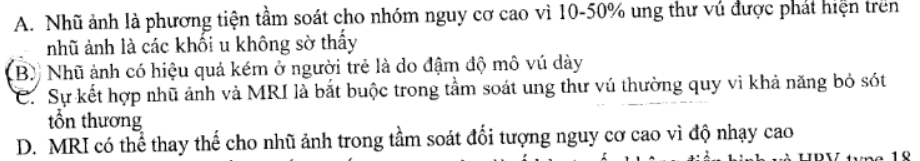 A. Nhũ ảnh là phương tiện tầm soát cho nhóm nguy cơ cao vì 10-50% ung thư vú được phát hiện trên
nhũ ảnh là các khối u không sờ thấy
B. Nhũ ảnh có hiệu quả kém ở người trẻ là do đậm độ mô vú dày
C. Sự kết hợp nhũ ảnh và MRI là bắt buộc trong tầm soát ung thư vú thường quy vì khả năng bỏ sót
tổn thương
D. MRI có thể thay thế cho nhũ ảnh trong tầm soát đối tượng nguy cơ cao vì độ nhạy cao
HPV type 18